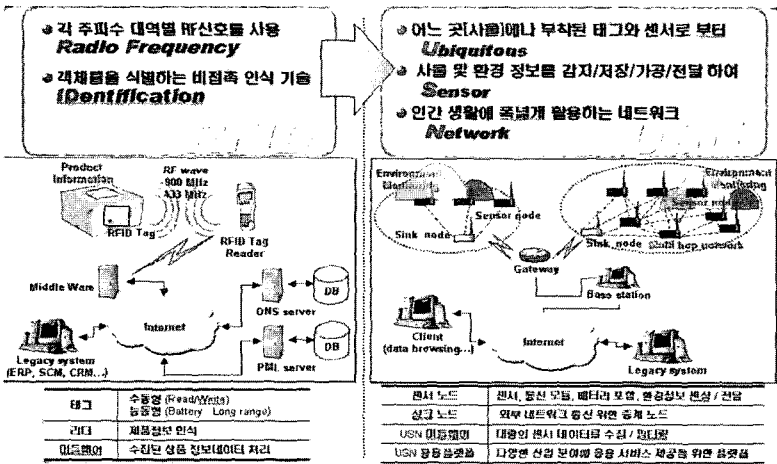 각 주파수 대역별 RF신호를 사용
Radio Frequency
객체들을 식별하는 비접촉 인식 기술
IDentification
어느 곳(사물)에나 부착된 태그와 센서로 부터
Ubiquitous
사물 및 환경 정보를 감지/저장/가공/전달 하여
Sensor
인간 생활에 폭넓게 활용하는 네트워크
Network
Product
Information
RF wave
-900 MHz
-433 MHz
RFID Tag
RFID Tag
Reader
Middle Ware
Internet
ONS server
DB
PML server
DB
Legacy system
(ERP, SCM, CRM...)
Environment
Monitoring
Sensor node
Sink node
Environment
Monitoring
Sensor node
Sink node
Multi hop network
Gateway
Base station
Client
(data browsing...)
Internet
Legacy system
태그
수동형 (Read/Write)
능동형 (Battery Long range)
리더
제품정보 인식
미들웨어
수집된 상품 정보데이터 처리
센서 노드
센서, 통신 모듈, 배터리 포함, 환경정보 센싱 / 전달
싱크 노드
외부 네트워크 통신 위한 중계 노드
USN 미들웨어
대량의 센서 데이터를 수집 / 필터링
USN 응용플랫폼
다양한 산업 분야에 응용 서비스 제공을 위한 플랫폼